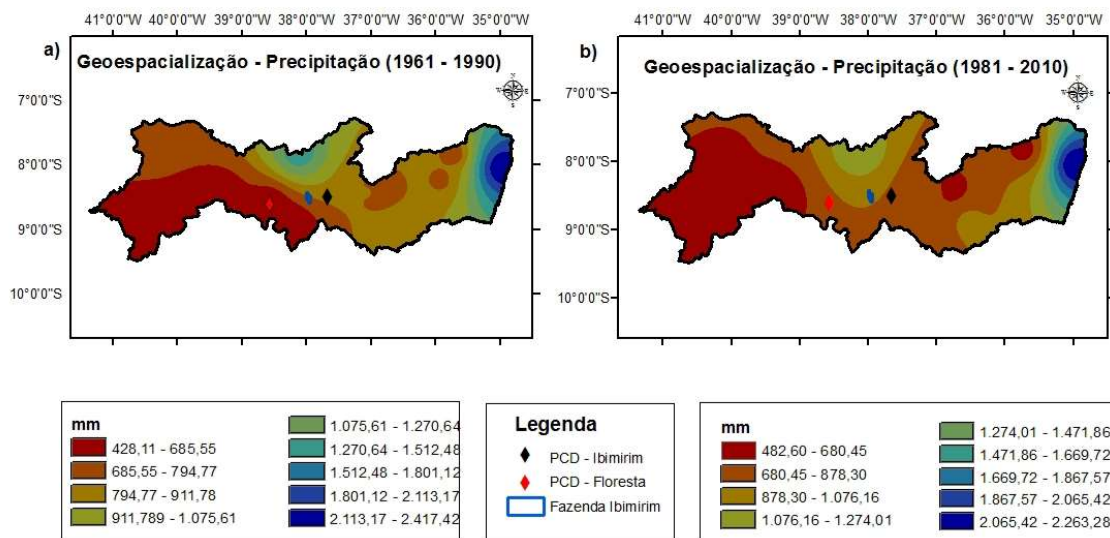 41°0'0"W 40°0'0"W 39°0'0"W 38°0'0"W 37°0'0"W 36°0'0"W 35°0'0"W
a)
Geoespacialização - Precipitação (1961 - 1990)
7°0'0"S
8°0'0"S
9°0'0"S
10°0'0"S
41°0'0"W 40°0'0"W 39°0'0"W 38°0'0"W 37°0'0"W 36°0'0"W 35°0'0"W
b)
Geoespacialização - Precipitação (1981 - 2010)
7°0'0"S
8°0'0"S
9°0'0"S
10°0'0"S
mm
428,11 - 685,55
685,55 - 794,77
794,77 - 911,78
911,789 - 1.075,61
1.075,61 - 1.270,64
1.270,64 - 1.512,48
1.512,48 - 1.801,12
1.801,12 - 2.113,17
2.113,17 - 2.417,42
Legenda
PCD - Ibimirim
PCD - Floresta
Fazenda Ibimirim
mm
482,60 - 680,45
680,45 - 878,30
878,30 - 1.076,16
1.076,16 - 1.274,01
1.274,01 - 1.471,86
1.471,86 - 1.669,72
1.669,72 - 1.867,57
1.867,57 - 2.065,42
2.065,42 - 2.263,28